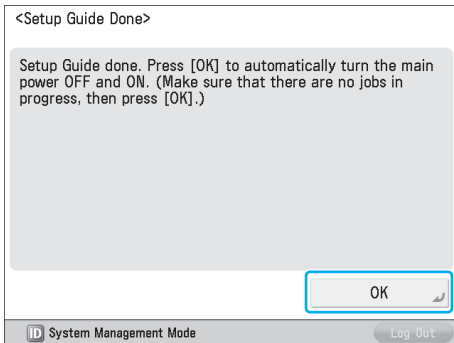 <Setup Guide Done>
Setup Guide done. Press [OK] to automatically turn the main
power OFF and ON. (Make sure that there are no jobs in
progress, then press [OK].)
OK
ID System Management Mode
Log Out